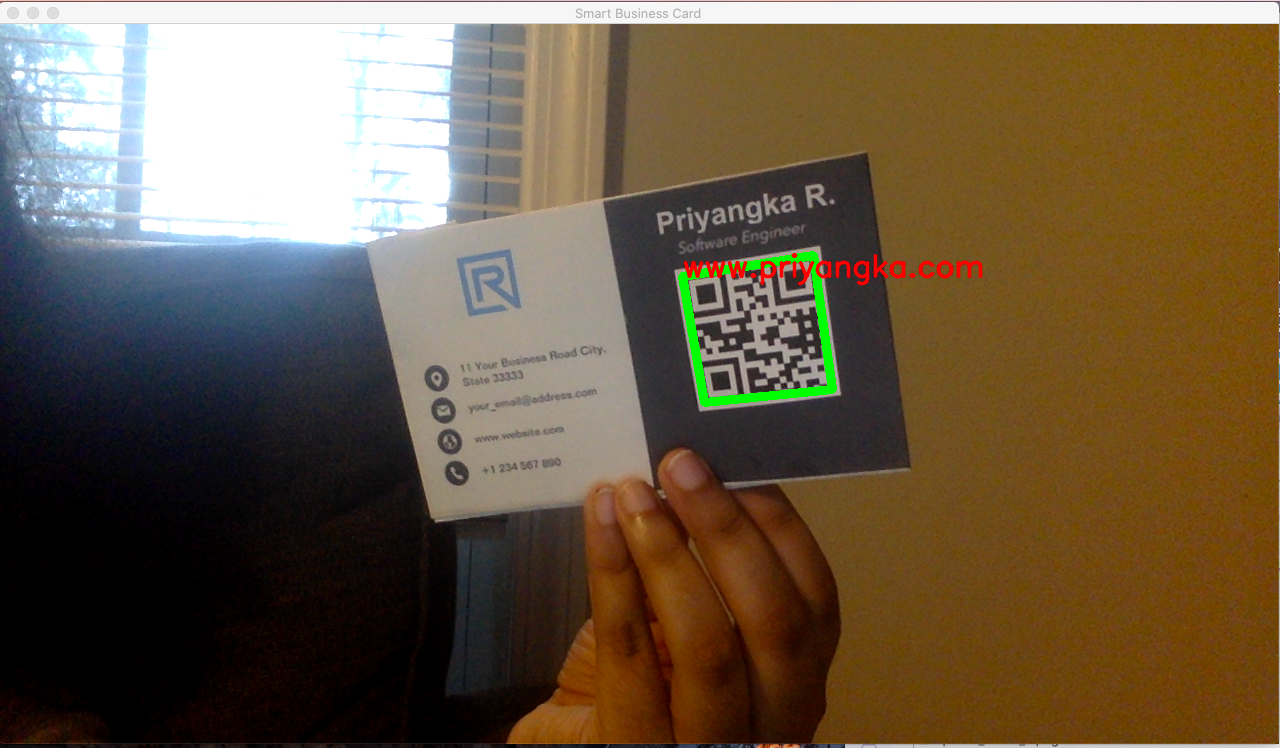 Smart Business Card
Priyangka R.
Software Engineer
www.priyangka.com
R
11 Your Business Road City,
State 33333
your_email@address.com
www.website.com
+1 234 567 890